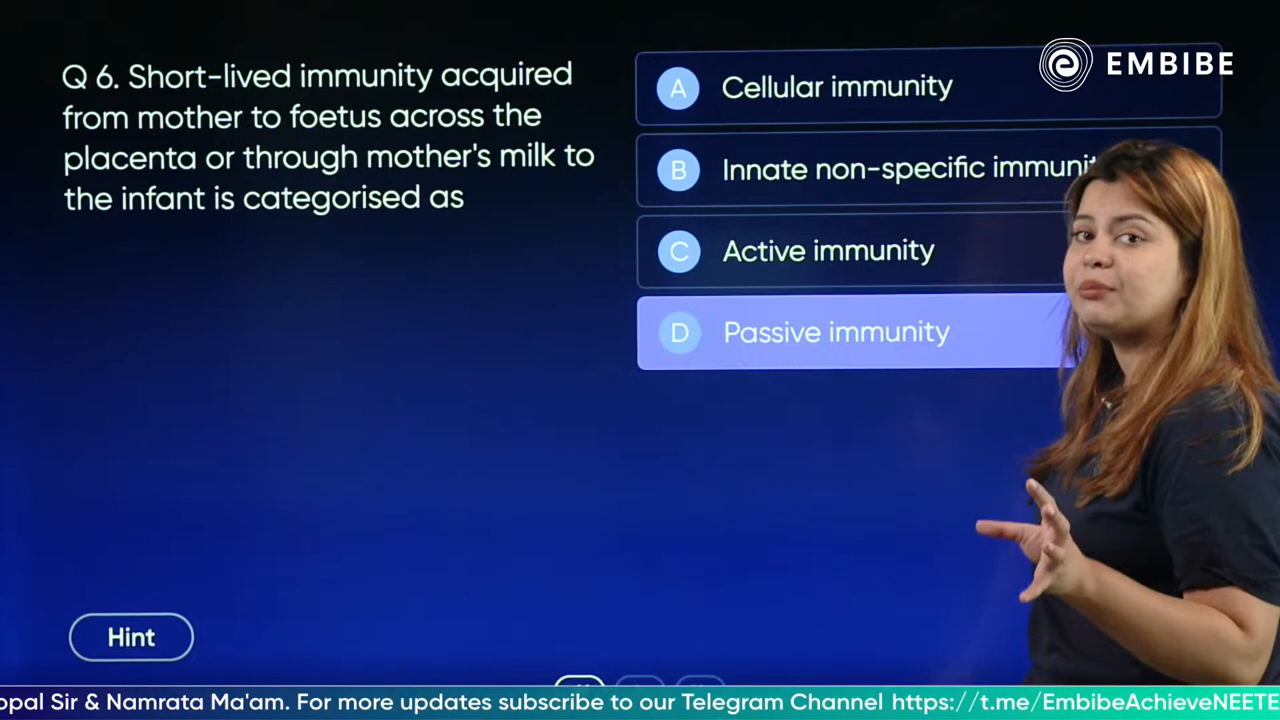 EMBIBE
Q 6. Short-lived immunity acquired
from mother to foetus across the
placenta or through mother's milk to
the infant is categorised as
A Cellular immunity
B Innate non-specific
C Active immunity
D Passive immunity
Hint
Sir & Namrata Ma'am. For more updates subscribe to our Telegram Channel https://t.me/EmbibeAchieveNEETE